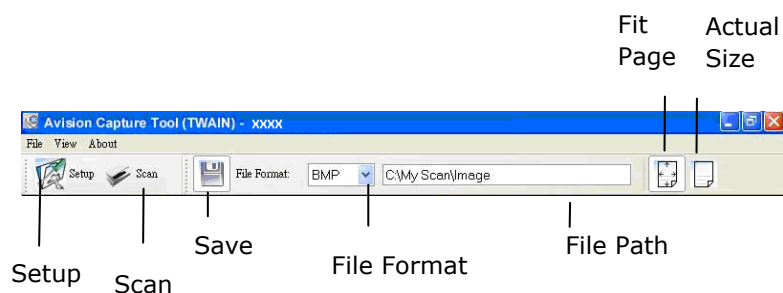 Fit Page
Actual Size
Avision Capture Tool (TWAIN) - xxxx
File View About
Setup Scan File Format: BMP C:\My Scan\Image
Setup
Scan
Save
File Format
File Path